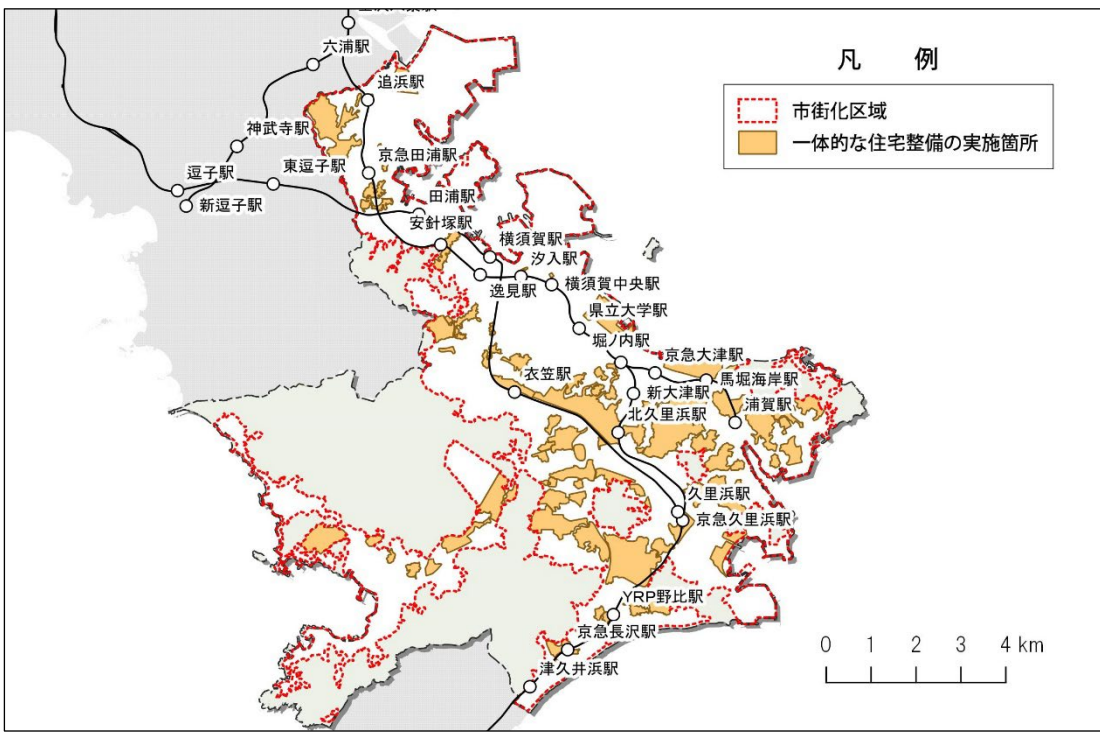 六浦駅
追浜駅
神武寺駅
京急田浦駅
東逗子駅
逗子駅
新逗子駅
田浦駅
安針塚駅
横須賀駅
汐入駅
逸見駅
横須賀中央駅
県立大学駅
堀ノ内駅
京急大津駅
馬堀海岸駅
衣笠駅
新大津駅
浦賀駅
北久里浜駅
久里浜駅
京急久里浜駅
YRP野比駅
京急長沢駅
津久井浜駅
凡 例
市街化区域
一体的な住宅整備の実施箇所
0 1 2 3 4 km